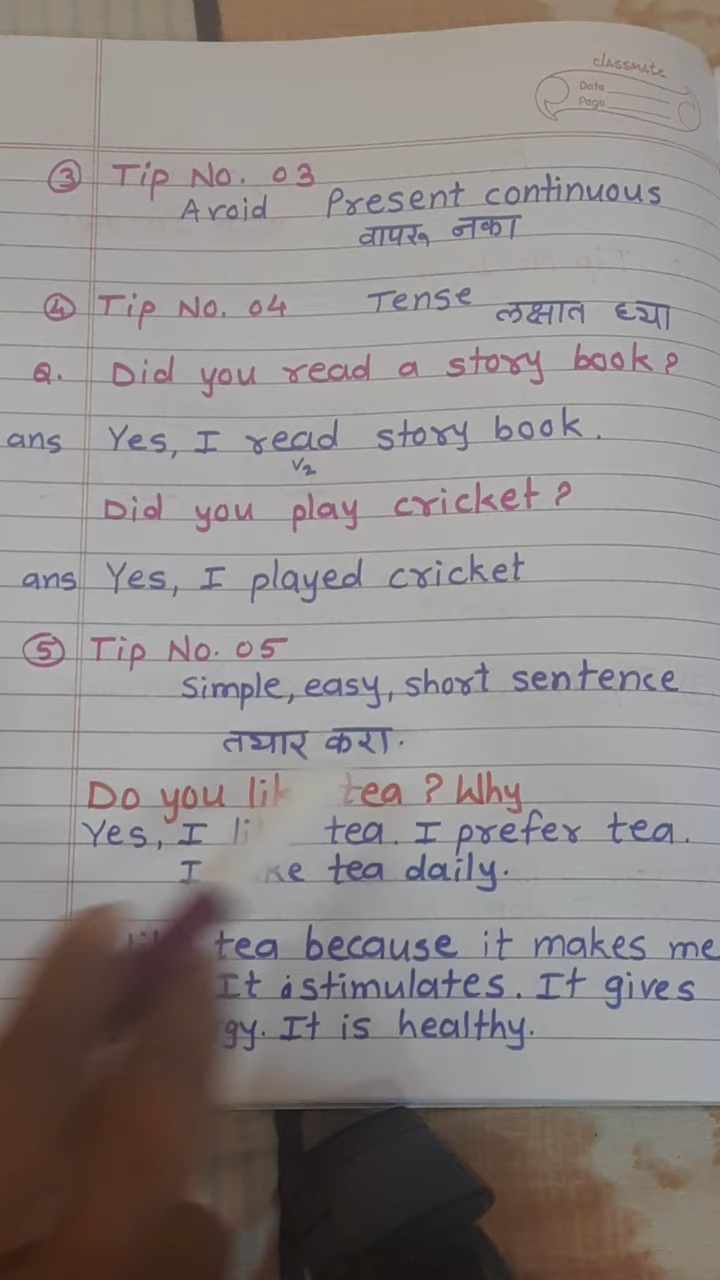 classmate
Date
Page
③ Tip No. 03
Avoid Present continuous
वापरू नका
④ Tip No. 04 Tense लक्षात घ्या
Q. Did you read a story book?
ans Yes, I read story book.
V2
Did you play cricket?
ans Yes, I played cricket
⑤ Tip No. 05
Simple, easy, short sentence
तयार करा.
Do you tea? Why
Yes, I tea. I prefer tea.
I tea daily.
tea because it makes me
It stimulates. It gives
It is healthy.